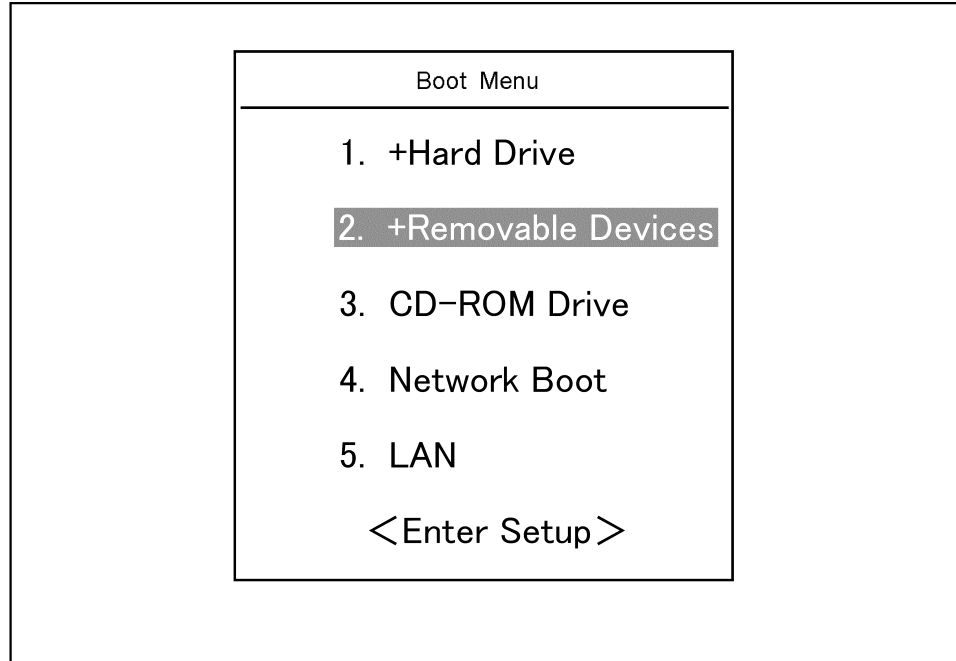 Boot Menu
1. +Hard Drive
2. +Removable Devices
3. CD-ROM Drive
4. Network Boot
5. LAN
<Enter Setup>